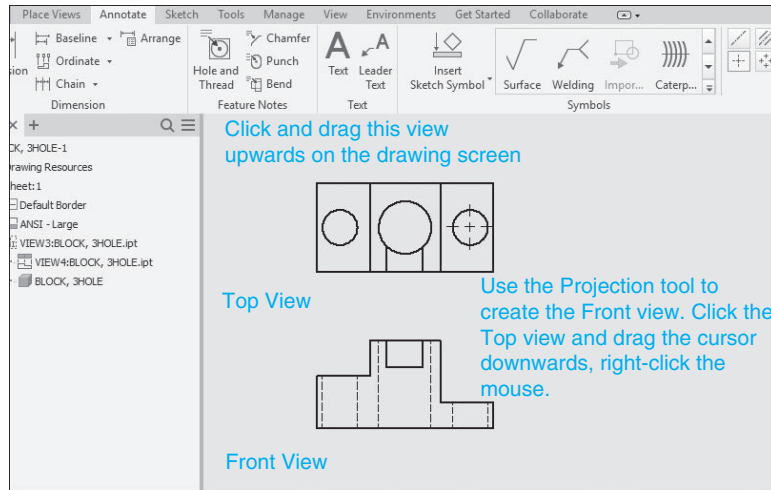 Place Views Annotate Sketch Tools Manage View Environments Get Started Collaborate
Baseline Arrange
Ordinate
sion
Chain
Dimension
Hole and
Thread
Chamfer
Punch
Bend
Feature Notes
Text
Leader
Text
Text
Insert
Sketch Symbol
Surface Welding Impor... Caterp...
Symbols
CK, 3HOLE-1
rawing Resources
heet:1
Default Border
ANSI - Large
VIEW3:BLOCK, 3HOLE.ipt
VIEW4:BLOCK, 3HOLE.ipt
BLOCK, 3HOLE
Click and drag this view
upwards on the drawing screen
Top View
Use the Projection tool to
create the Front view. Click the
Top view and drag the cursor
downwards, right-click the
mouse.
Front View